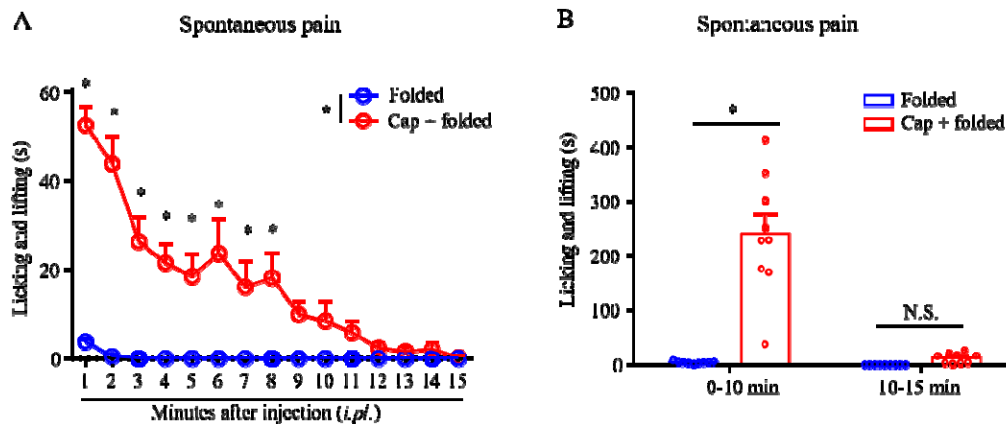 A
Spontaneous pain
Licking and lifting (s)
60
40
20
0
* * * * * * * *
*
Folded
Cap + folded
1 2 3 4 5 6 7 8 9 10 11 12 13 14 15
Minutes after injection (i.pl.)
B
Spontaneous pain
Licking and lifting (s)
500
400
300
200
100
0
*
Folded
Cap + folded
N.S.
0-10 min
10-15 min